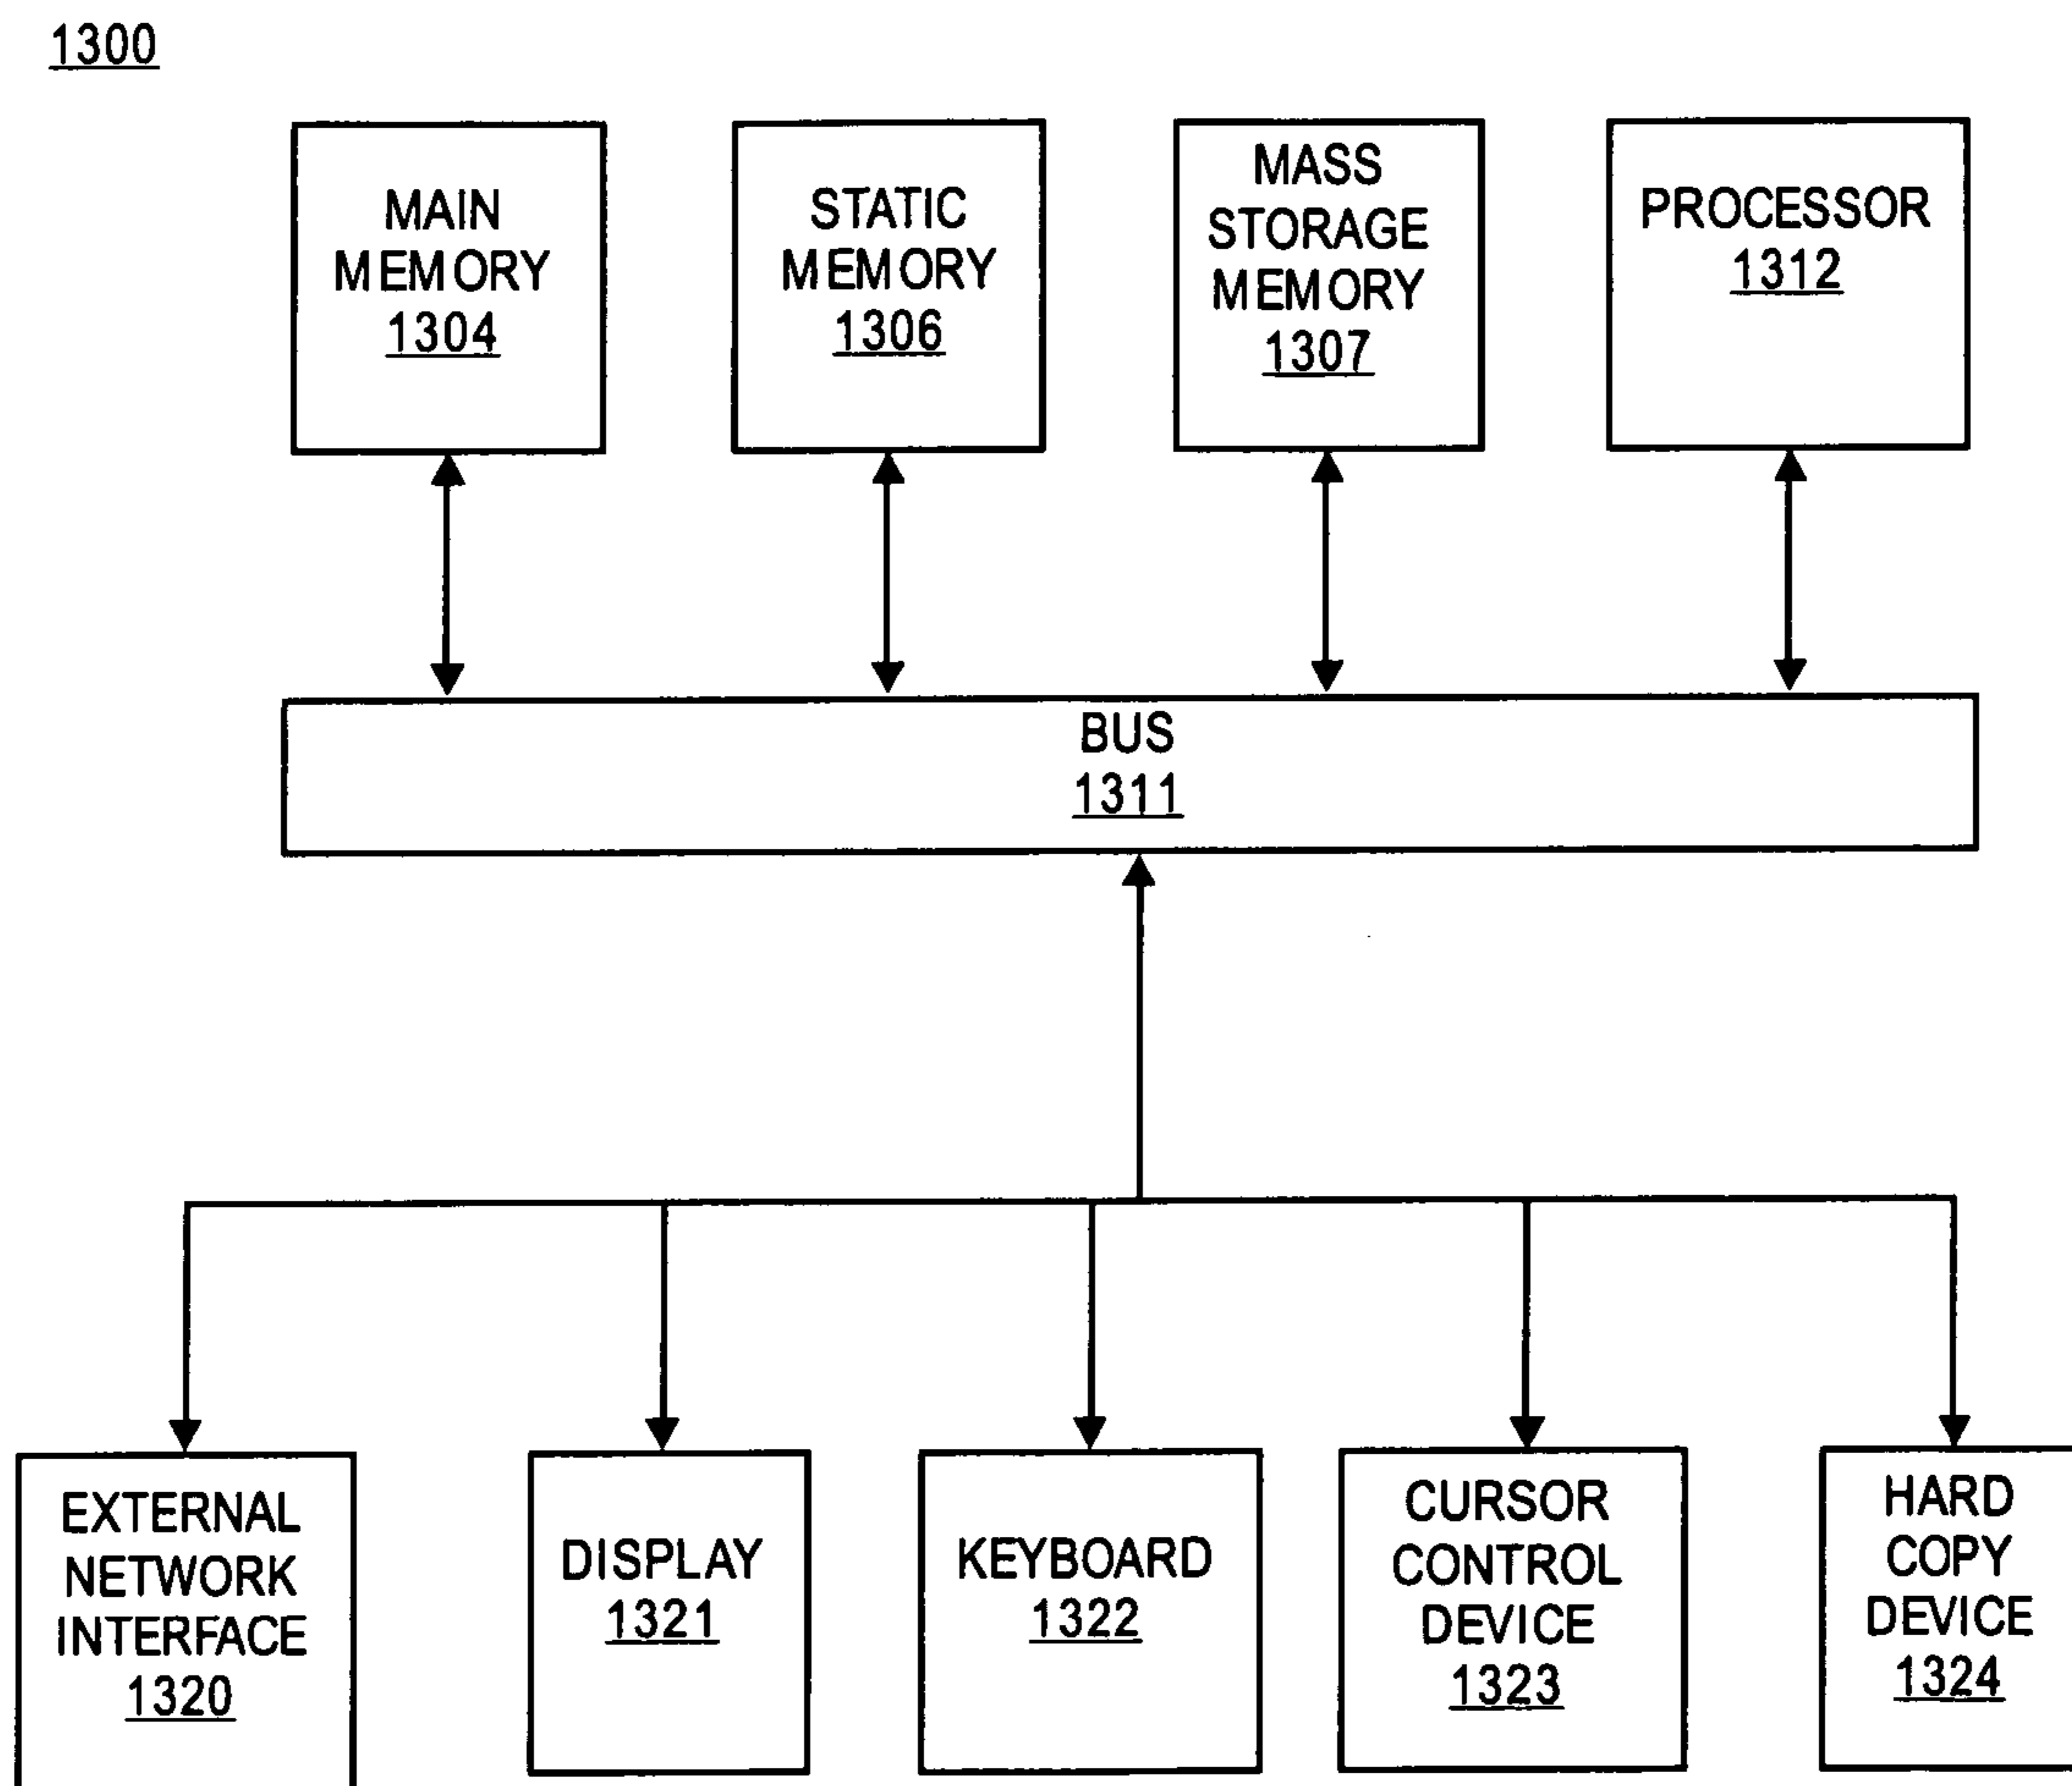 1300
MAIN
MEMORY
1304
STATIC
MEMORY
1306
MASS
STORAGE
MEMORY
1307
PROCESSOR
1312
BUS
1311
EXTERNAL
NETWORK
INTERFACE
1320
DISPLAY
1321
KEYBOARD
1322
CURSOR
CONTROL
DEVICE
1323
HARD
COPY
DEVICE
1324